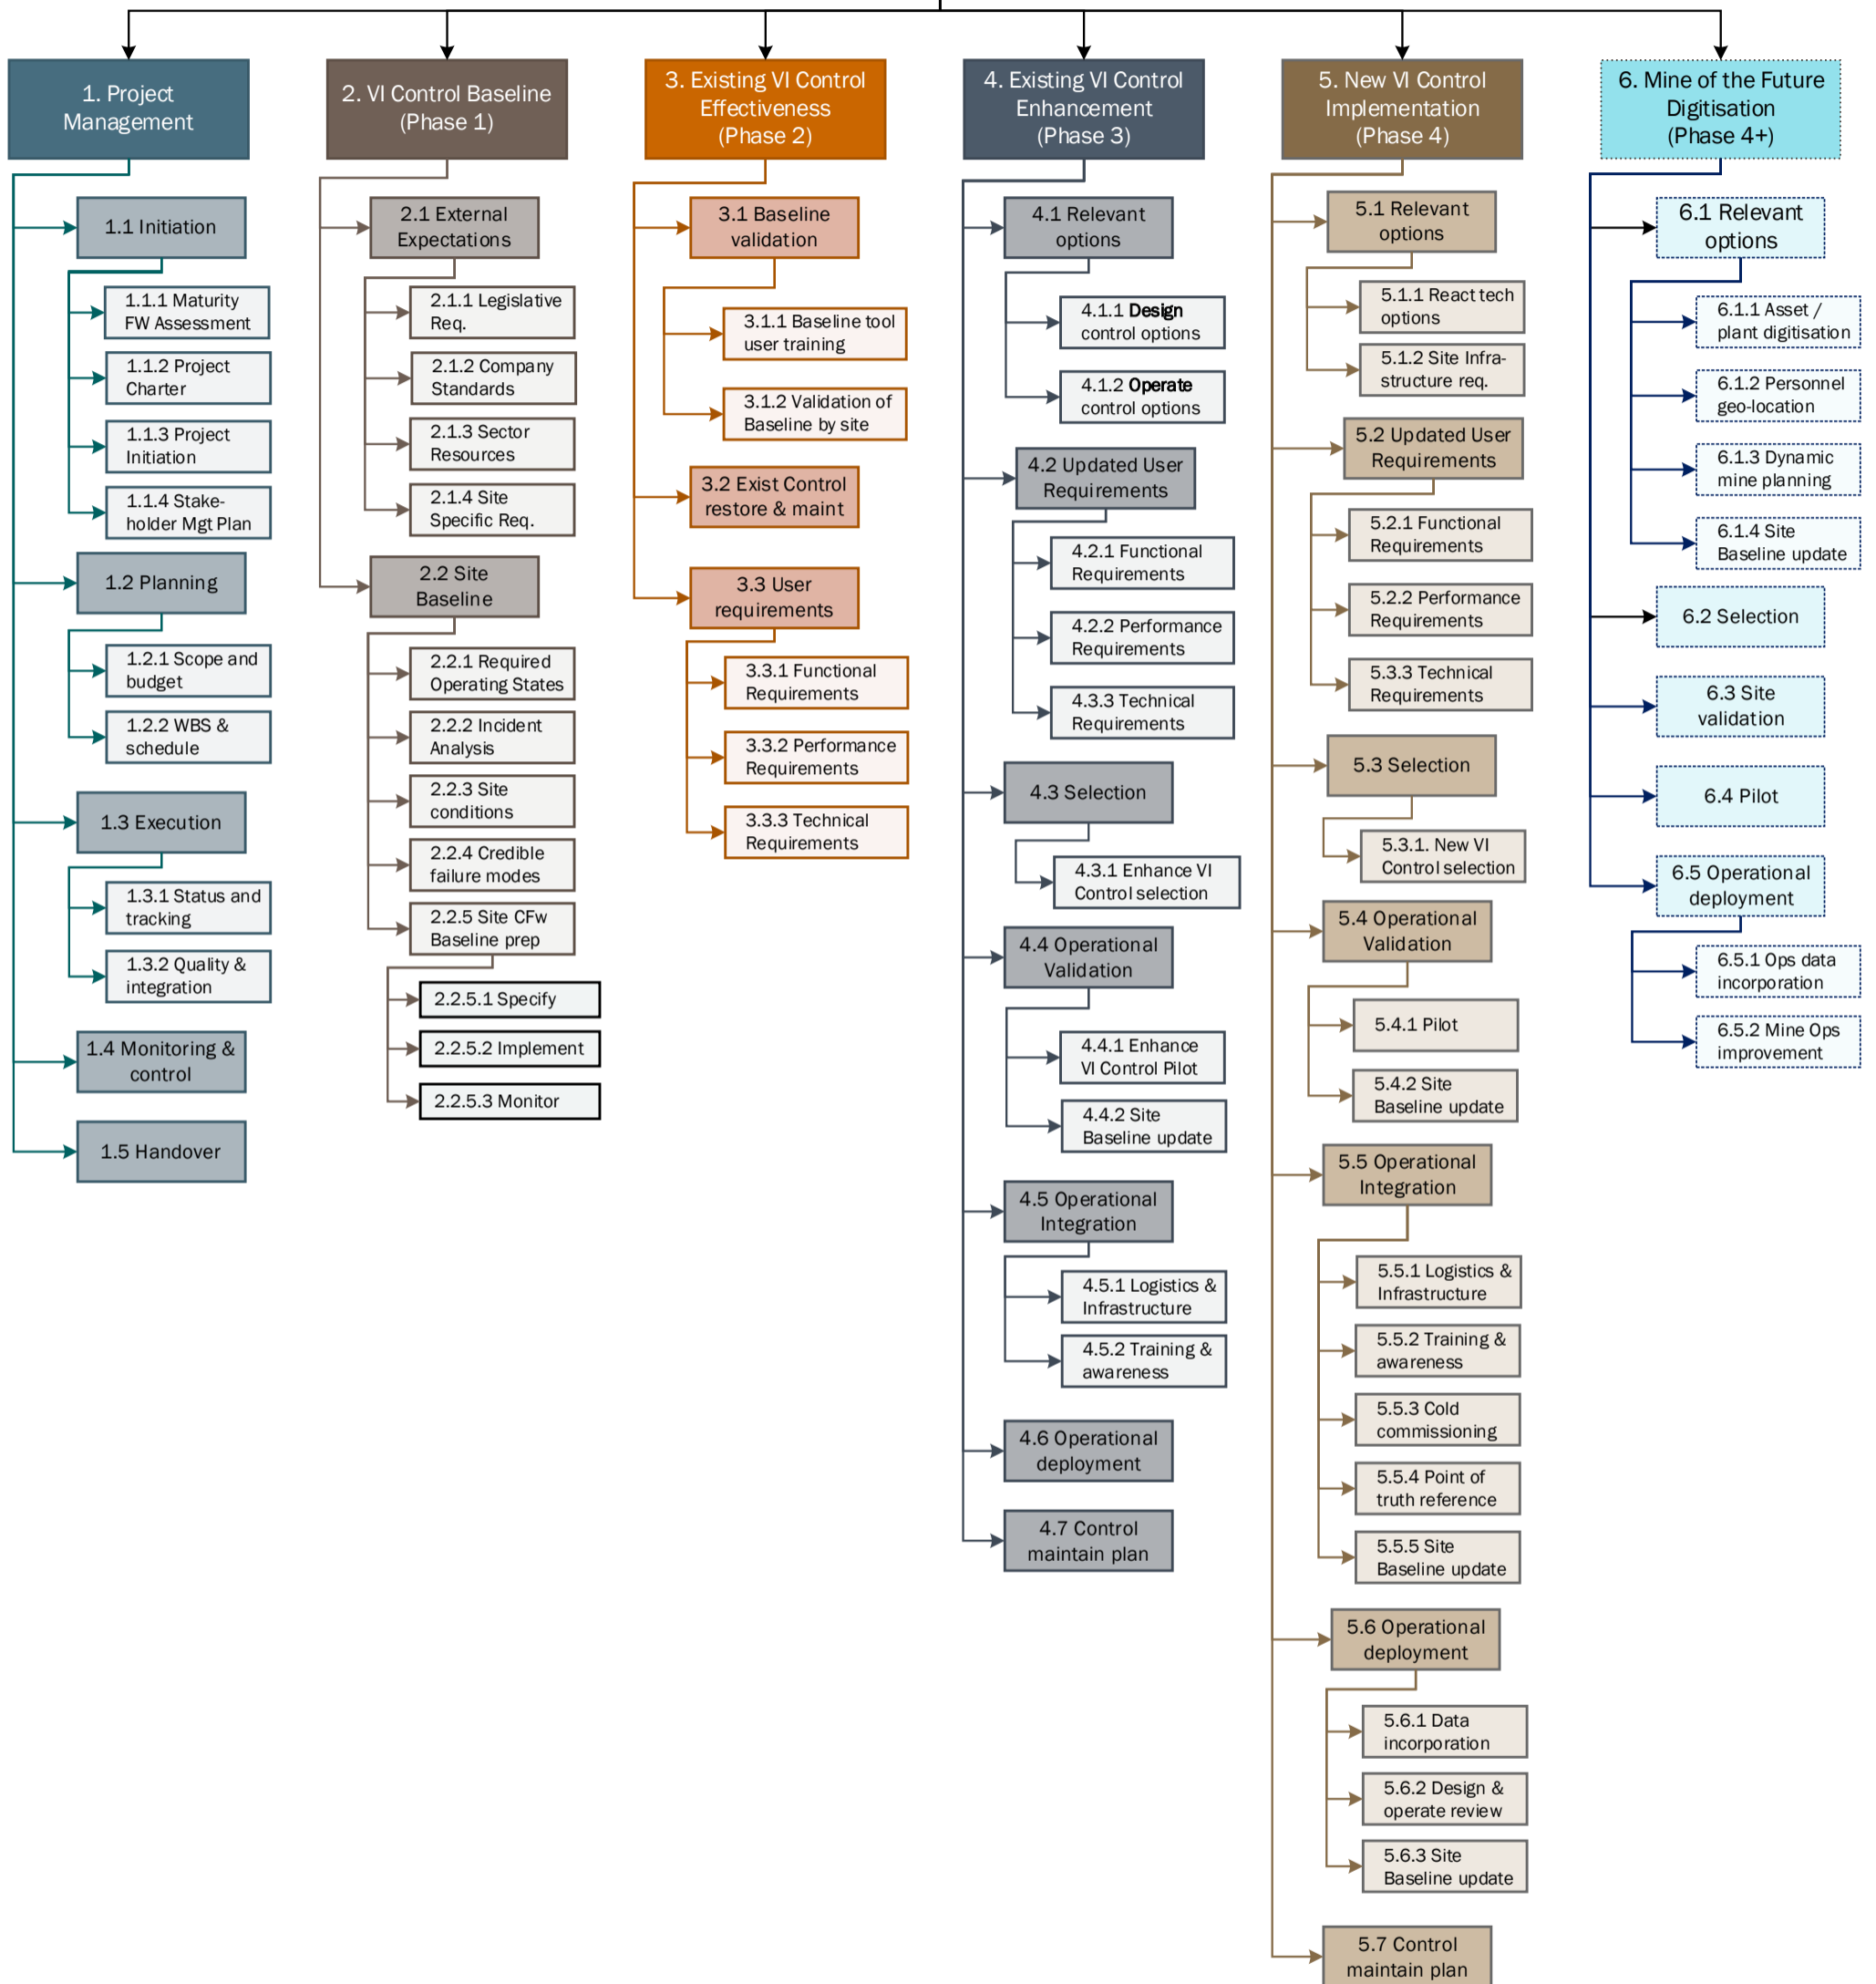 1. Project
Management
1.1 Initiation
1.1.1 Maturity
FW Assessment
1.1.2 Project
Charter
1.1.3 Project
Initiation
1.1.4 Stake-
holder Mgt Plan
1.2 Planning
1.2.1 Scope and
budget
1.2.2 WBS &
schedule
1.3 Execution
1.3.1 Status and
tracking
1.3.2 Quality &
integration
1.4 Monitoring &
control
1.5 Handover
2. VI Control Baseline
(Phase 1)
2.1 External
Expectations
2.1.1 Legislative
Req.
2.1.2 Company
Standards
2.1.3 Sector
Resources
2.1.4 Site
Specific Req.
2.2 Site
Baseline
2.2.1 Required
Operating States
2.2.2 Incident
Analysis
2.2.3 Site
conditions
2.2.4 Credible
failure modes
2.2.5 Site CFw
Baseline prep
2.2.5.1 Specify
2.2.5.2 Implement
2.2.5.3 Monitor
3. Existing VI Control
Effectiveness
(Phase 2)
3.1 Baseline
validation
3.1.1 Baseline tool
user training
3.1.2 Validation of
Baseline by site
3.2 Exist Control
restore & maint
3.3 User
requirements
3.3.1 Functional
Requirements
3.3.2 Performance
Requirements
3.3.3 Technical
Requirements
4. Existing VI Control
Enhancement
(Phase 3)
4.1 Relevant
options
4.1.1 Design
control options
4.1.2 Operate
control options
4.2 Updated User
Requirements
4.2.1 Functional
Requirements
4.2.2 Performance
Requirements
4.3.3 Technical
Requirements
4.3 Selection
4.3.1 Enhance VI
Control selection
4.4 Operational
Validation
4.4.1 Enhance
VI Control Pilot
4.4.2 Site
Baseline update
4.5 Operational
Integration
4.5.1 Logistics &
Infrastructure
4.5.2 Training &
awareness
4.6 Operational
deployment
4.7 Control
maintain plan
5. New VI Control
Implementation
(Phase 4)
5.1 Relevant
options
5.1.1 React tech
options
5.1.2 Site Infra-
structure req.
5.2 Updated User
Requirements
5.2.1 Functional
Requirements
5.2.2 Performance
Requirements
5.3.3 Technical
Requirements
5.3 Selection
5.3.1. New VI
Control selection
5.4 Operational
Validation
5.4.1 Pilot
5.4.2 Site
Baseline update
5.5 Operational
Integration
5.5.1 Logistics &
Infrastructure
5.5.2 Training &
awareness
5.5.3 Cold
commissioning
5.5.4 Point of
truth reference
5.5.5 Site
Baseline update
5.6 Operational
deployment
5.6.1 Data
incorporation
5.6.2 Design &
operate review
5.6.3 Site
Baseline update
5.7 Control
maintain plan
6. Mine of the Future
Digitisation
(Phase 4+)
6.1 Relevant
options
6.1.1 Asset /
plant digitisation
6.1.2 Personnel
geo-location
6.1.3 Dynamic
mine planning
6.1.4 Site
Baseline update
6.2 Selection
6.3 Site
validation
6.4 Pilot
6.5 Operational
deployment
6.5.1 Ops data
incorporation
6.5.2 Mine Ops
improvement